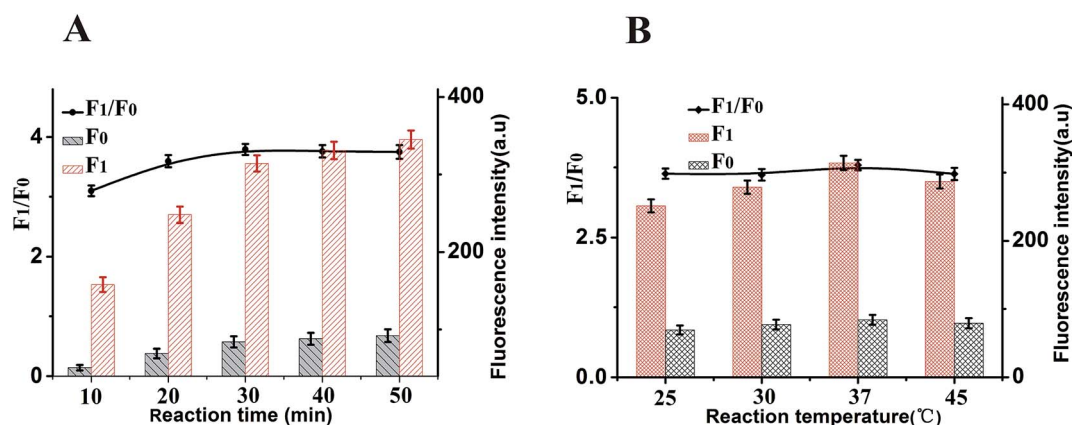 A
F1/F0
F0
F1
4
2
0
F1/F0
400
200
Fluorescence intensity(a.u)
10 20 30 40 50
Reaction time (min)
B
F1/F0
F1
F0
5.0
2.5
0.0
F1/F0
400
200
0
Fluorescence intensity(a.u)
25 30 37 45
Reaction temperature(℃)